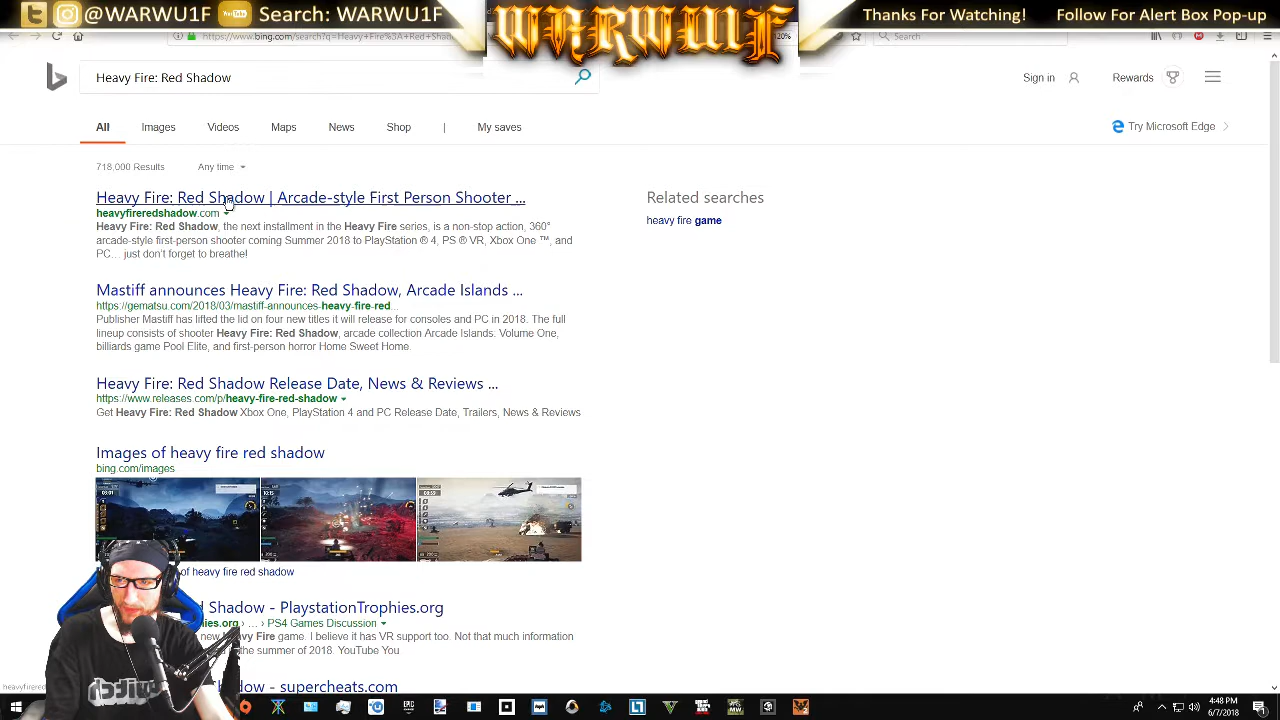 @WARWU1F
YouTube
Search: WARWU1F
WARWU1F
Thanks For Watching!
Follow For Alert Box Pop-up
Search
Heavy Fire: Red Shadow
Sign in
Rewards
All
Images
Videos
Maps
News
Shop
|
My saves
Try Microsoft Edge
718,000 Results
Any time
Heavy Fire: Red Shadow | Arcade-style First Person Shooter ...
heavyfireredshadow.com
Heavy Fire: Red Shadow, the next installment in the Heavy Fire series, is a non-stop action, 360°
arcade-style first-person shooter coming Summer 2018 to PlayStation ® 4, PS ® VR, Xbox One ™, and
PC… just don't forget to breathe!
Related searches
heavy fire game
Mastiff announces Heavy Fire: Red Shadow, Arcade Islands ...
https://gematsu.com/2018/03/mastiff-announces-heavy-fire-red...
Publisher Mastiff has lifted the lid on four new titles it will release for consoles and PC in 2018. The full
lineup consists of shooter Heavy Fire: Red Shadow, arcade collection Arcade Islands: Volume One,
billiards game Pool Elite, and first-person horror Home Sweet Home.
Heavy Fire: Red Shadow Release Date, News & Reviews ...
https://www.releases.com/p/heavy-fire-red-shadow
Get Heavy Fire: Red Shadow Xbox One, PlayStation 4 and PC Release Date, Trailers, News & Reviews
Images of heavy fire red shadow
bing.com/images
of heavy fire red shadow
d Shadow - PlaystationTrophies.org
ies.org › … › PS4 Games Discussion
new Heavy Fire game. I believe it has VR support too. Not that much information
the summer of 2018. YouTube You
Shadow - supercheats.com
heavyfirered
4:48 PM
6/7/2018